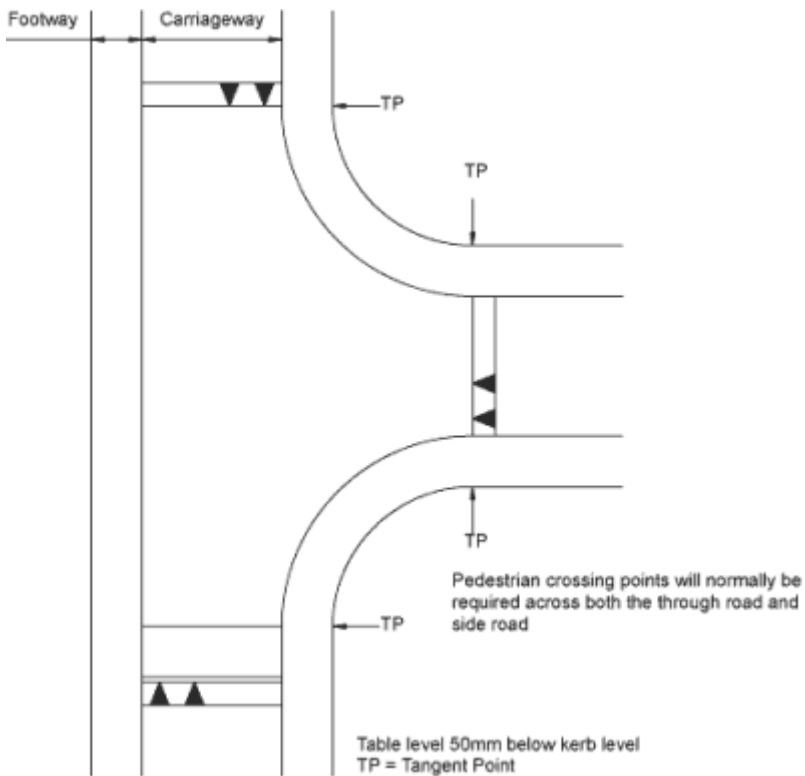 Footway
Carriageway
TP
TP
TP
Pedestrian crossing points will normally be
required across both the through road and
side road
TP
Table level 50mm below kerb level
TP = Tangent Point